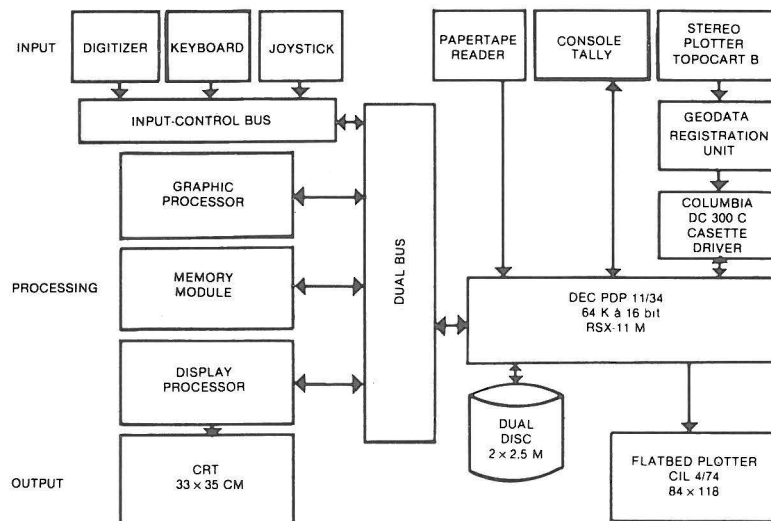 INPUT
DIGITIZER
KEYBOARD
JOYSTICK
PAPERTAPE
READER
CONSOLE
TALLY
STEREO
PLOTTER
TOPOCART B
INPUT-CONTROL BUS
GEODATA
REGISTRATION
UNIT
GRAPHIC
PROCESSOR
COLUMBIA
DC 300 C
CASETTE
DRIVER
DUAL BUS
PROCESSING
MEMORY
MODULE
DEC PDP 11/34
64 K à 16 bit
RSX-11 M
DISPLAY
PROCESSOR
DUAL
DISC
2 × 2.5 M
OUTPUT
CRT
33 × 35 CM
FLATBED PLOTTER
CIL 4/74
84 × 118